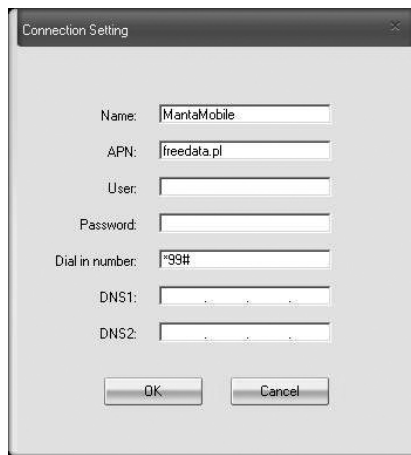 Connection Setting
Name: MantaMobile
APN: freedata.pl
User:
Password:
Dial in number: *99#
DNS1: . . .
DNS2: . . .
OK Cancel